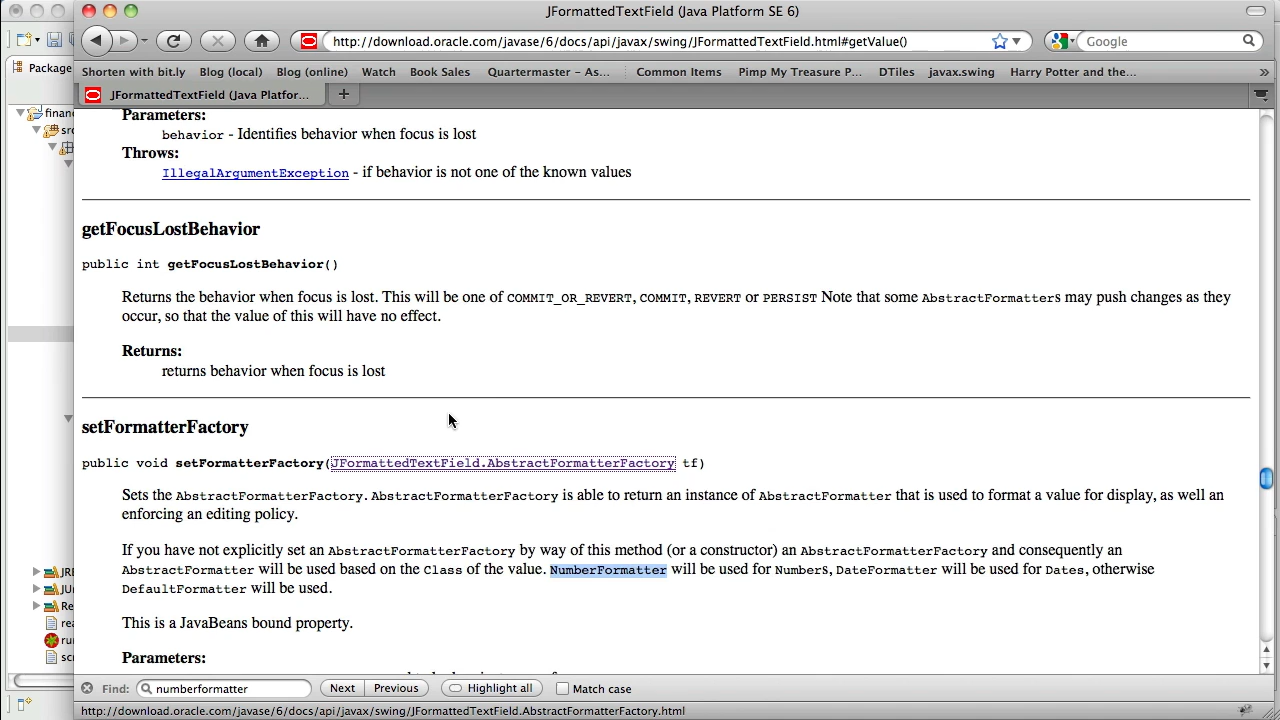 JFormattedTextField (Java Platform SE 6)
http://download.oracle.com/javase/6/docs/api/javax/swing/JFormattedTextField.html#getValue()
Google
Shorten with bit.ly Blog (local) Blog (online) Watch Book Sales Quartermaster - As... Common Items Pimp My Treasure P... DTiles javax.swing Harry Potter and the... »
Package
JFormattedTextField (Java Platfor...
finan
src
Parameters:
behavior - Identifies behavior when focus is lost
Throws:
IllegalArgumentException - if behavior is not one of the known values
getFocusLostBehavior
public int getFocusLostBehavior()
Returns the behavior when focus is lost. This will be one of COMMIT_OR_REVERT, COMMIT, REVERT or PERSIST Note that some AbstractFormatters may push changes as they
occur, so that the value of this will have no effect.
Returns:
returns behavior when focus is lost
setFormatterFactory
public void setFormatterFactory(JFormattedTextField.AbstractFormatterFactory tf)
Sets the AbstractFormatterFactory. AbstractFormatterFactory is able to return an instance of AbstractFormatter that is used to format a value for display, as well an
enforcing an editing policy.
If you have not explicitly set an AbstractFormatterFactory by way of this method (or a constructor) an AbstractFormatterFactory and consequently an
AbstractFormatter will be used based on the Class of the value. NumberFormatter will be used for Numbers, DateFormatter will be used for Dates, otherwise
DefaultFormatter will be used.
This is a JavaBeans bound property.
Parameters:
JRE
JUn
Re
rea
run
scr
Find: numberformatter Next Previous Highlight all Match case
http://download.oracle.com/javase/6/docs/api/javax/swing/JFormattedTextField.AbstractFormatterFactory.html